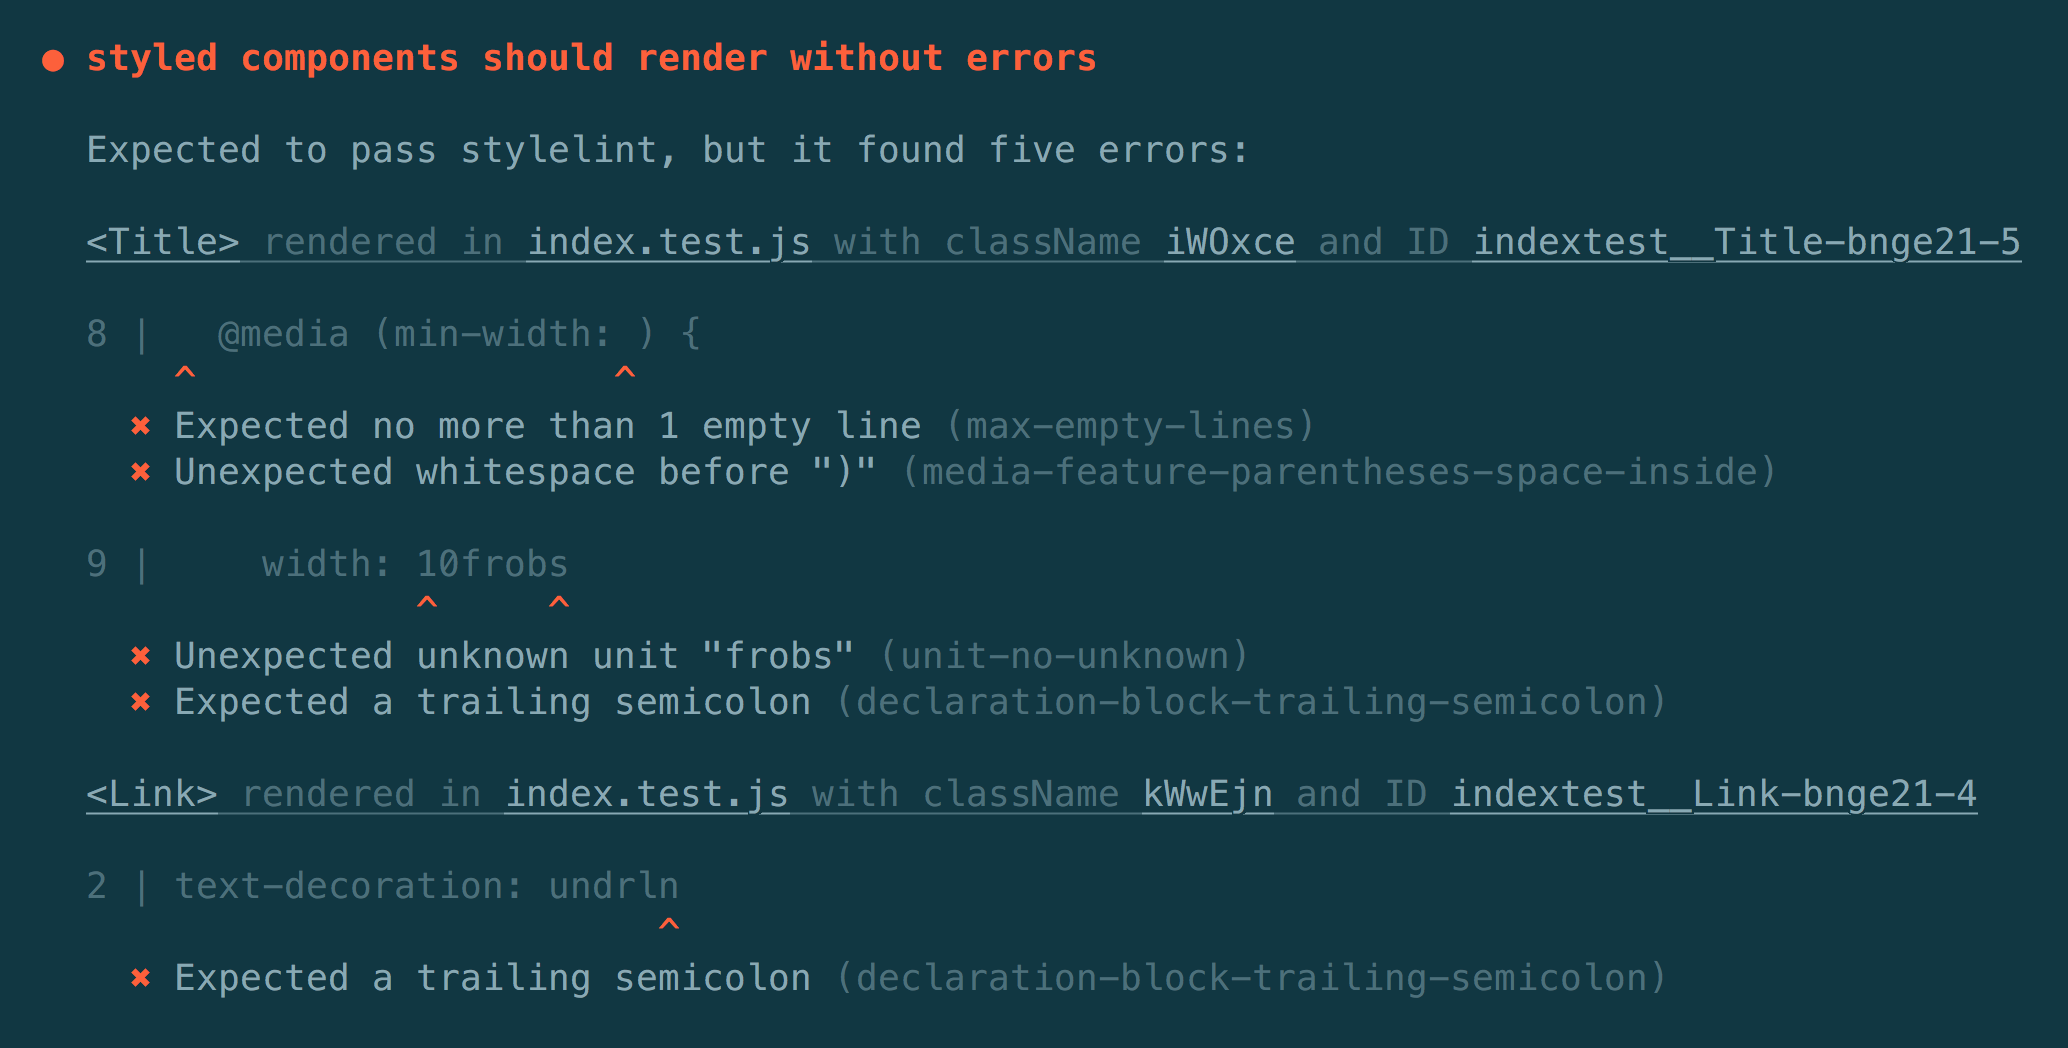 ● styled components should render without errors
Expected to pass stylelint, but it found five errors:
<Title> rendered in index.test.js with className iWOxce and ID indextest__Title-bnge21-5
8 |   @media (min-width: ) {
^                   ^
✖ Expected no more than 1 empty line (max-empty-lines)
✖ Unexpected whitespace before ")" (media-feature-parentheses-space-inside)
9 |     width: 10frobs
^     ^
✖ Unexpected unknown unit "frobs" (unit-no-unknown)
✖ Expected a trailing semicolon (declaration-block-trailing-semicolon)
<Link> rendered in index.test.js with className kWwEjn and ID indextest__Link-bnge21-4
2 | text-decoration: undrln
^
✖ Expected a trailing semicolon (declaration-block-trailing-semicolon)